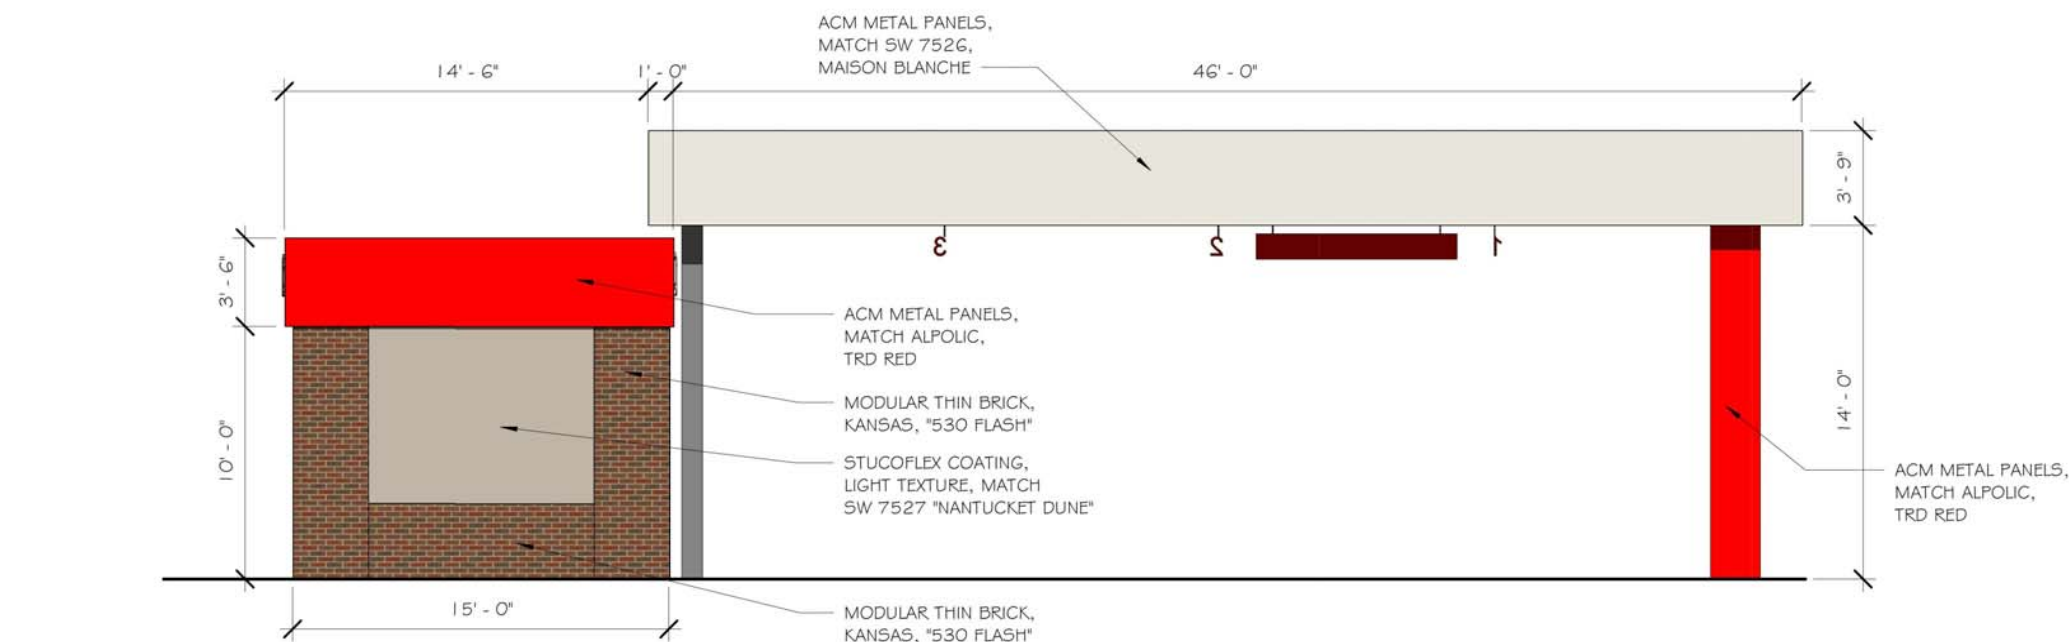 ACM METAL PANELS,
MATCH SW 7526,
MAISON BLANCHE
14' - 6"
1' - 0"
46' - 0"
3' - 9"
3
2
1
3' - 6"
ACM METAL PANELS,
MATCH ALPOLIC,
TRD RED
MODULAR THIN BRICK,
KANSAS, "530 FLASH"
10' - 0"
14' - 0"
STUCOFLEX COATING,
LIGHT TEXTURE, MATCH
SW 7527 "NANTUCKET DUNE"
ACM METAL PANELS,
MATCH ALPOLIC,
TRD RED
15' - 0"
MODULAR THIN BRICK,
KANSAS, "530 FLASH"